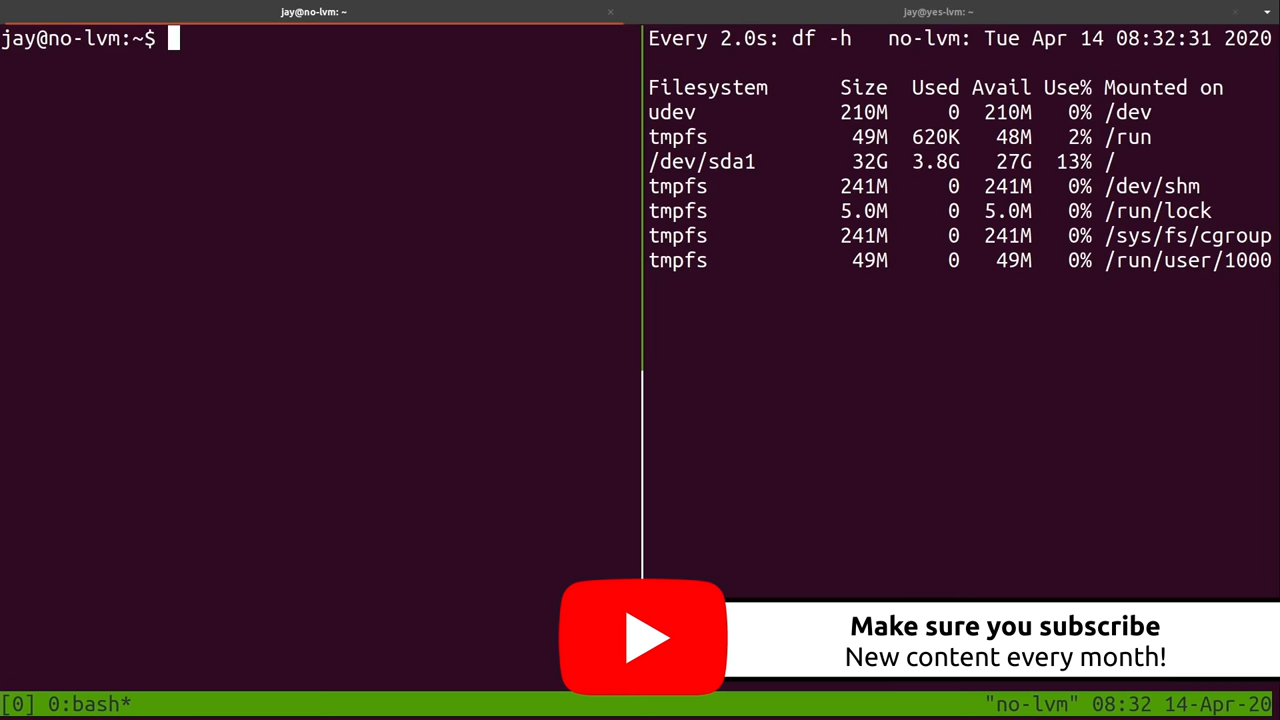 jay@no-lvm: ~
jay@yes-lvm: ~
jay@no-lvm:~$
Every 2.0s: df -h   no-lvm: Tue Apr 14 08:32:31 2020
Filesystem      Size  Used Avail Use% Mounted on
udev            210M     0  210M   0% /dev
tmpfs            49M  620K   48M   2% /run
/dev/sda1        32G  3.8G   27G  13% /
tmpfs           241M     0  241M   0% /dev/shm
tmpfs           5.0M     0  5.0M   0% /run/lock
tmpfs           241M     0  241M   0% /sys/fs/cgroup
tmpfs            49M     0   49M   0% /run/user/1000
Make sure you subscribe
New content every month!
[0] 0:bash*
"no-lvm" 08:32 14-Apr-20